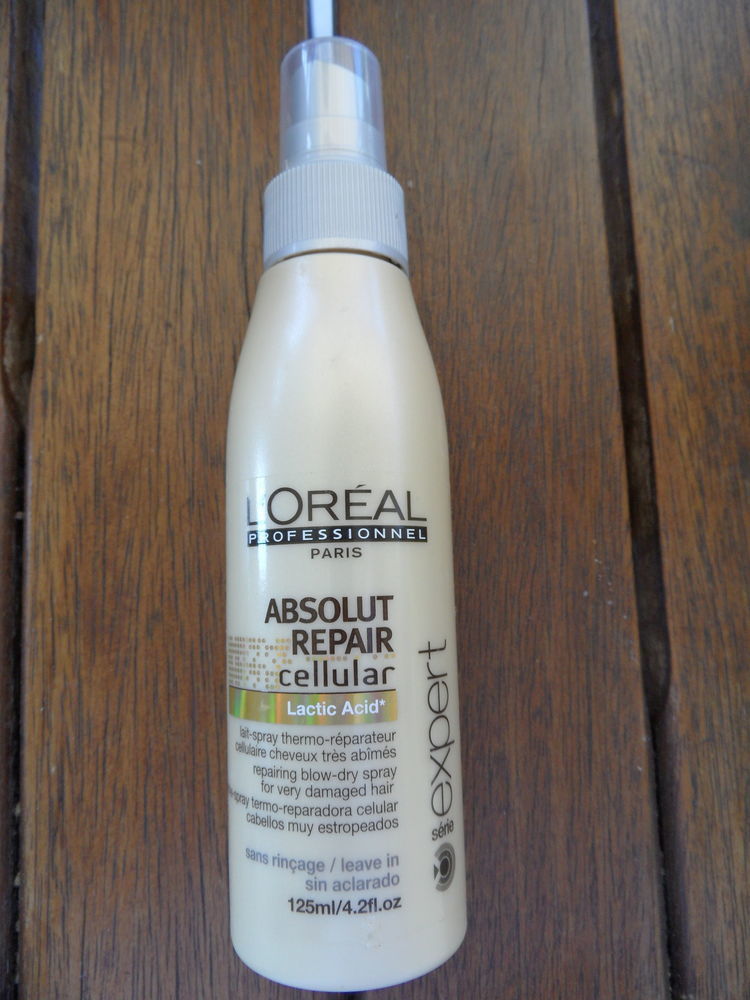 L'ORÉAL
PROFESSIONNEL
PARIS
ABSOLUT
REPAIR
cellular
Lactic Acid*
lait-spray thermo-réparateur
cellulaire cheveux très abîmés
repairing blow-dry spray
for very damaged hair
-spray termo-reparadora celular
cabellos muy estropeados
sans rinçage / leave in
sin aclarado
125ml/4.2fl.oz
série expert